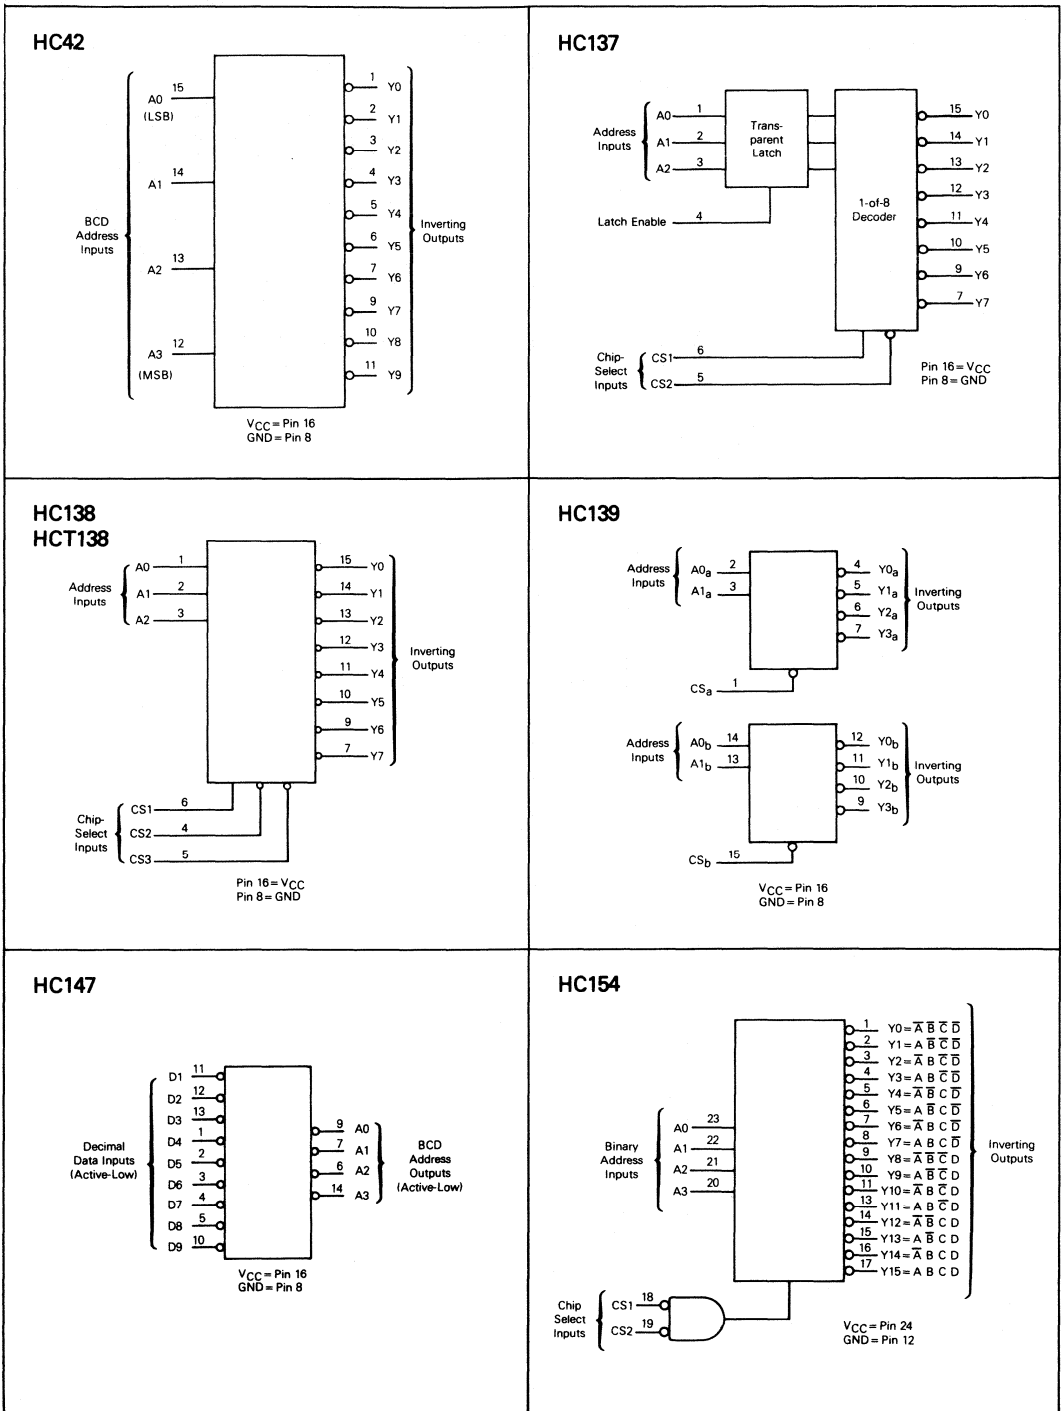 HC42
A0 15
(LSB)
A1 14
A2 13
A3 12
(MSB)
BCD
Address
Inputs
1 Y0
2 Y1
3 Y2
4 Y3
5 Y4
6 Y5
7 Y6
9 Y7
10 Y8
11 Y9
Inverting
Outputs
VCC = Pin 16
GND = Pin 8
HC137
Address
Inputs
A0 1
A1 2
A2 3
Trans-
parent
Latch
Latch Enable 4
1-of-8
Decoder
15 Y0
14 Y1
13 Y2
12 Y3
11 Y4
10 Y5
9 Y6
7 Y7
Chip-
Select
Inputs
CS1 6
CS2 5
Pin 16 = VCC
Pin 8 = GND
HC138
HCT138
Address
Inputs
A0 1
A1 2
A2 3
15 Y0
14 Y1
13 Y2
12 Y3
11 Y4
10 Y5
9 Y6
7 Y7
Inverting
Outputs
Chip-
Select
Inputs
CS1 6
CS2 4
CS3 5
Pin 16 = VCC
Pin 8 = GND
HC139
Address
Inputs
A0a 2
A1a 3
4 Y0a
5 Y1a
6 Y2a
7 Y3a
Inverting
Outputs
CSa 1
Address
Inputs
A0b 14
A1b 13
12 Y0b
11 Y1b
10 Y2b
9 Y3b
Inverting
Outputs
CSb 15
VCC = Pin 16
GND = Pin 8
HC147
Decimal
Data Inputs
(Active-Low)
D1 11
D2 12
D3 13
D4 1
D5 2
D6 3
D7 4
D8 5
D9 10
9 A0
7 A1
6 A2
14 A3
BCD
Address
Outputs
(Active-Low)
VCC = Pin 16
GND = Pin 8
HC154
Binary
Address
Inputs
A0 23
A1 22
A2 21
A3 20
1 Y0 = A̅ B̅ C̅ D̅
2 Y1 = A B̅ C̅ D̅
3 Y2 = A̅ B C̅ D̅
4 Y3 = A B C̅ D̅
5 Y4 = A̅ B̅ C D̅
6 Y5 = A B̅ C D̅
7 Y6 = A̅ B C D̅
8 Y7 = A B C D̅
9 Y8 = A̅ B̅ C̅ D
10 Y9 = A B̅ C̅ D
11 Y10 = A̅ B C̅ D
13 Y11 = A B C̅ D
14 Y12 = A̅ B̅ C D
15 Y13 = A B̅ C D
16 Y14 = A̅ B C D
17 Y15 = A B C D
Inverting
Outputs
Chip
Select
Inputs
CS1 18
CS2 19
VCC = Pin 24
GND = Pin 12